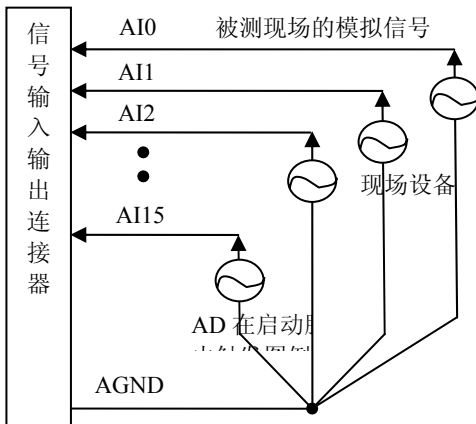 信号输入输出连接器
AI0
被测现场的模拟信号
AI1
AI2
现场设备
AI15
AD 在启动
AGND